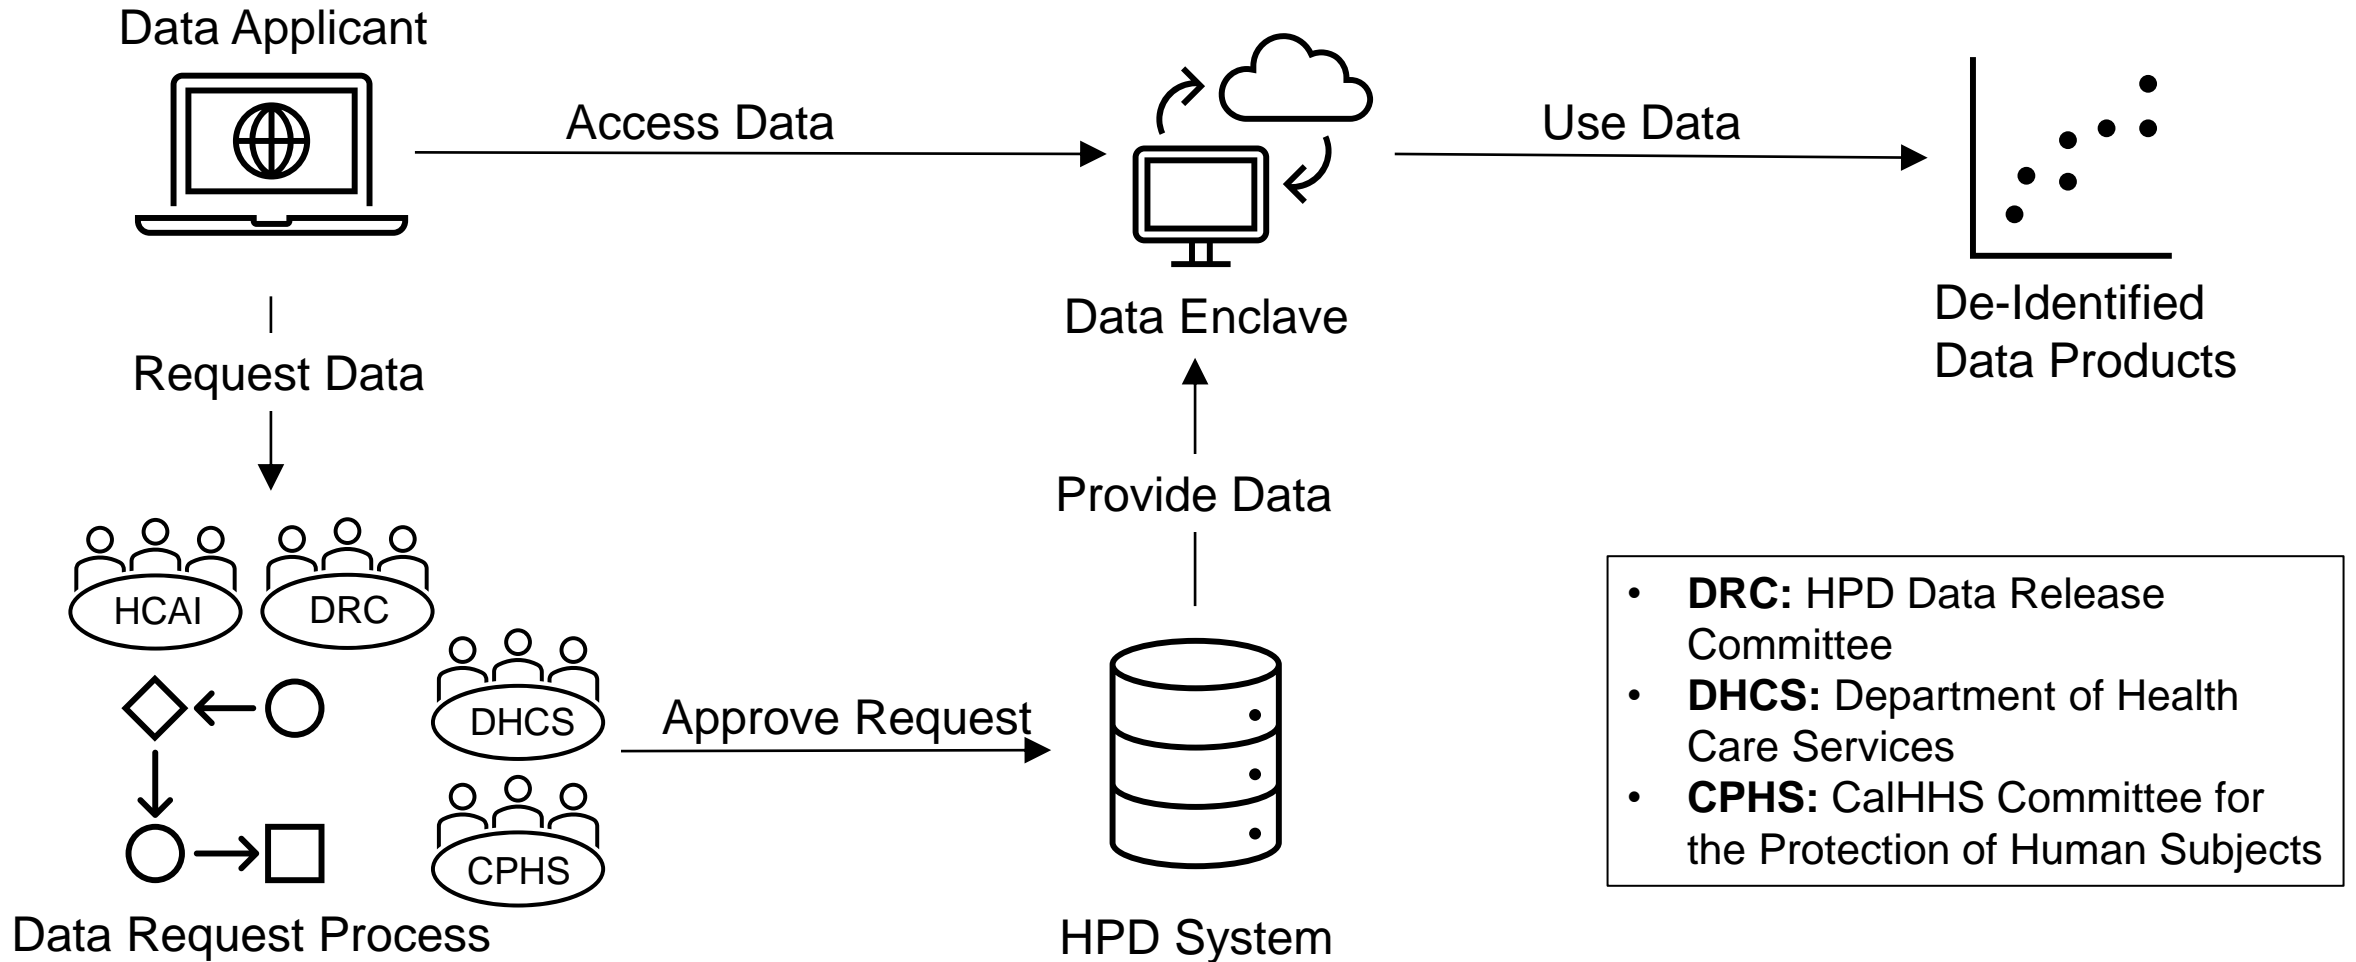 Data Applicant
Access Data
Use Data
Data Enclave
De-Identified
Data Products
Request Data
Provide Data
HCAI
DRC
DHCS
CPHS
Approve Request
Data Request Process
HPD System
• DRC: HPD Data Release
Committee
• DHCS: Department of Health
Care Services
• CPHS: CalHHS Committee for
the Protection of Human Subjects